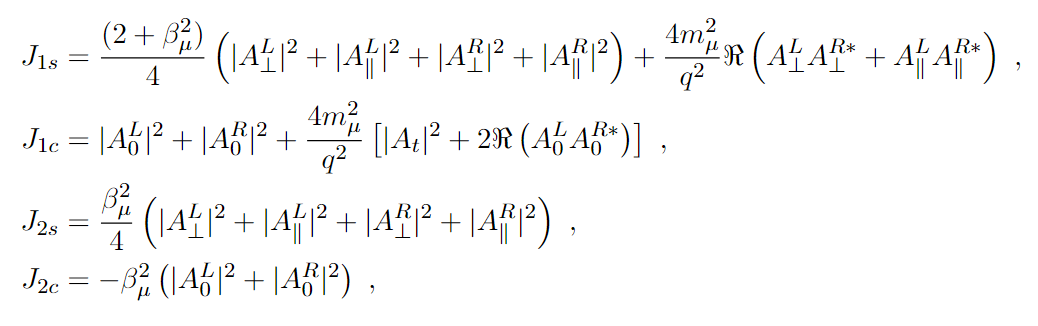 $J_{1s} = \frac{(2+\beta_\mu^2)}{4} \left( |A_\perp^L|^2 + |A_\parallel^L|^2 + |A_\perp^R|^2 + |A_\parallel^R|^2 \right) + \frac{4m_\mu^2}{q^2} \Re \left( A_\perp^L A_\perp^{R*} + A_\parallel^L A_\parallel^{R*} \right) \ ,$
$J_{1c} = |A_0^L|^2 + |A_0^R|^2 + \frac{4m_\mu^2}{q^2} \left[ |A_t|^2 + 2\Re \left( A_0^L A_0^{R*} \right) \right] \ ,$
$J_{2s} = \frac{\beta_\mu^2}{4} \left( |A_\perp^L|^2 + |A_\parallel^L|^2 + |A_\perp^R|^2 + |A_\parallel^R|^2 \right) \ ,$
$J_{2c} = -\beta_\mu^2 \left( |A_0^L|^2 + |A_0^R|^2 \right) \ ,$